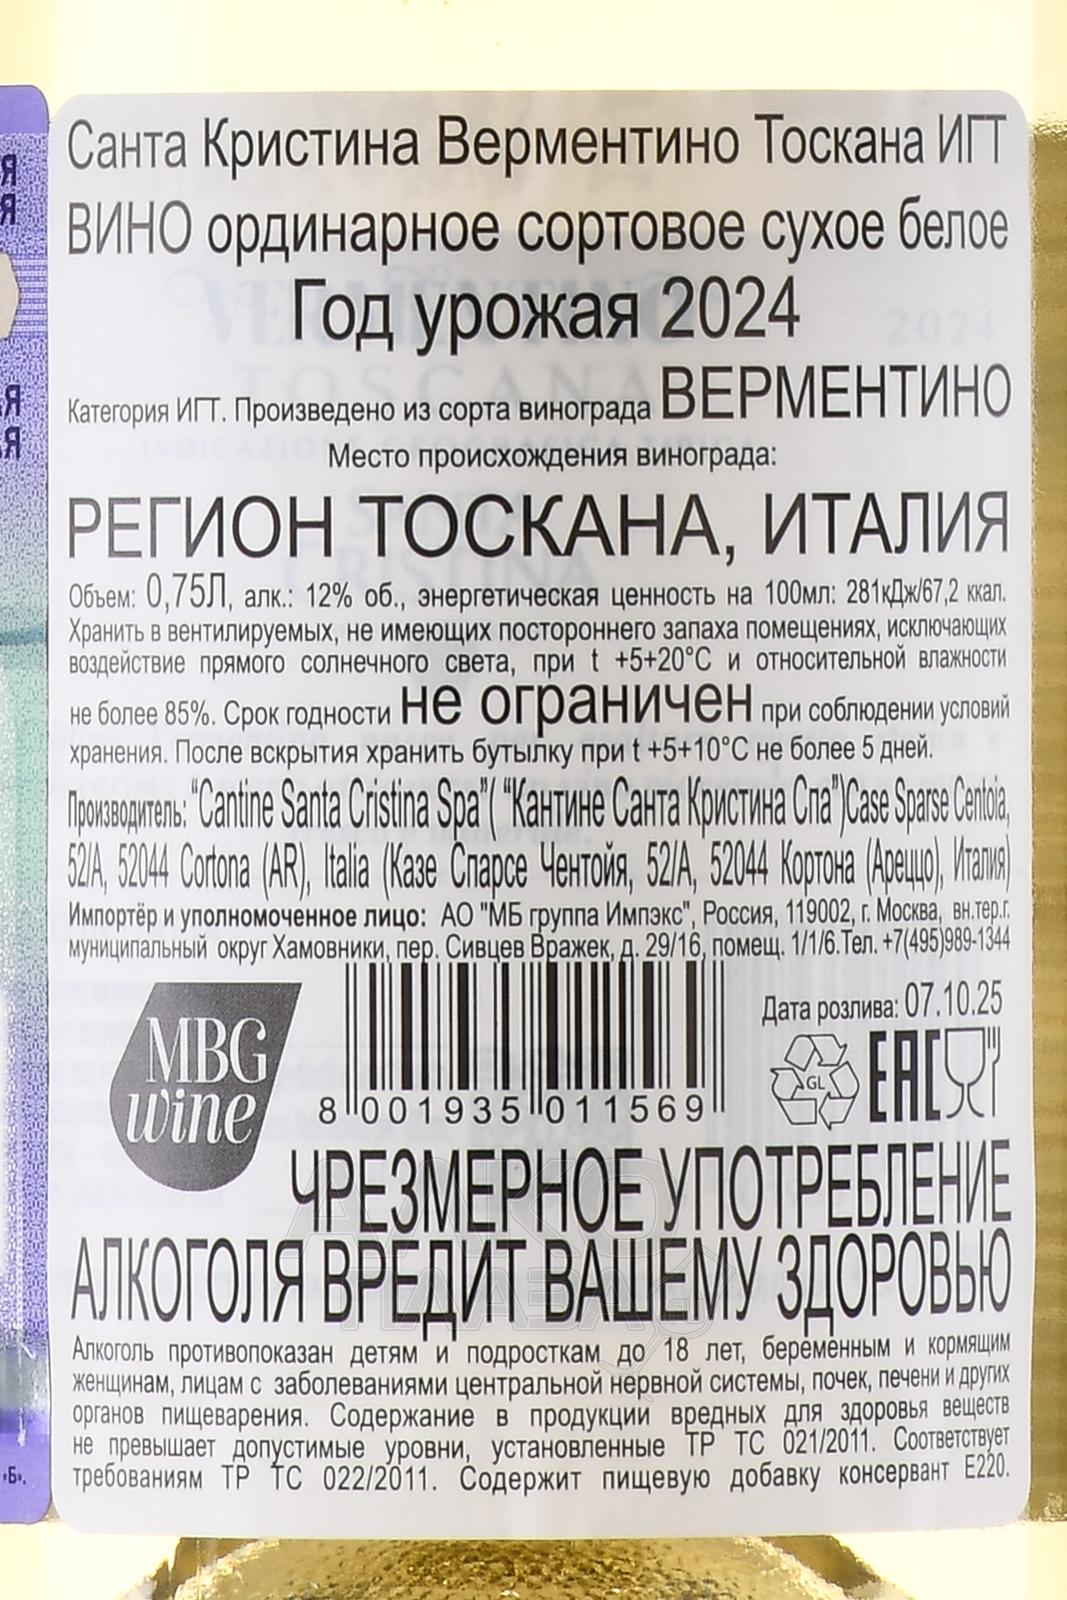 Санта Кристина Верментино Тоскана ИГТ
ВИНО ординарное сортовое сухое белое
Год урожая 2024
Категория ИГТ. Произведено из сорта винограда ВЕРМЕНТИНО
Место происхождения винограда:
РЕГИОН ТОСКАНА, ИТАЛИЯ
Объем: 0,75Л, алк.: 12% об., энергетическая ценность на 100мл: 281кДж/67,2 ккал.
Хранить в вентилируемых, не имеющих постороннего запаха помещениях, исключающих
воздействие прямого солнечного света, при t +5+20°C и относительной влажности
не более 85%. Срок годности не ограничен при соблюдении условий
хранения. После вскрытия хранить бутылку при t +5+10°C не более 5 дней.
Производитель: "Cantine Santa Cristina Spa"( "Кантине Санта Кристина Спа")Case Sparse Centoia,
52/A, 52044 Cortona (AR), Italia (Казе Спарсе Чентойя, 52/А, 52044 Кортона (Ареццо), Италия)
Импортёр и уполномоченное лицо: АО "МБ группа Импэкс", Россия, 119002, г. Москва, вн.тер.г.
муниципальный округ Хамовники, пер. Сивцев Вражек, д. 29/16, помещ. 1/1/6.Тел. +7(495)989-1344
Дата розлива: 07.10.25
MBG
wine
GL
EAC
8 001935 011569
ЧРЕЗМЕРНОЕ УПОТРЕБЛЕНИЕ
АЛКОГОЛЯ ВРЕДИТ ВАШЕМУ ЗДОРОВЬЮ
Алкоголь противопоказан детям и подросткам до 18 лет, беременным и кормящим
женщинам, лицам с заболеваниями центральной нервной системы, почек, печени и других
органов пищеварения. Содержание в продукции вредных для здоровья веществ
не превышает допустимые уровни, установленные ТР ТС 021/2011. Соответствует
требованиям ТР ТС 022/2011. Содержит пищевую добавку консервант Е220.
«Б».